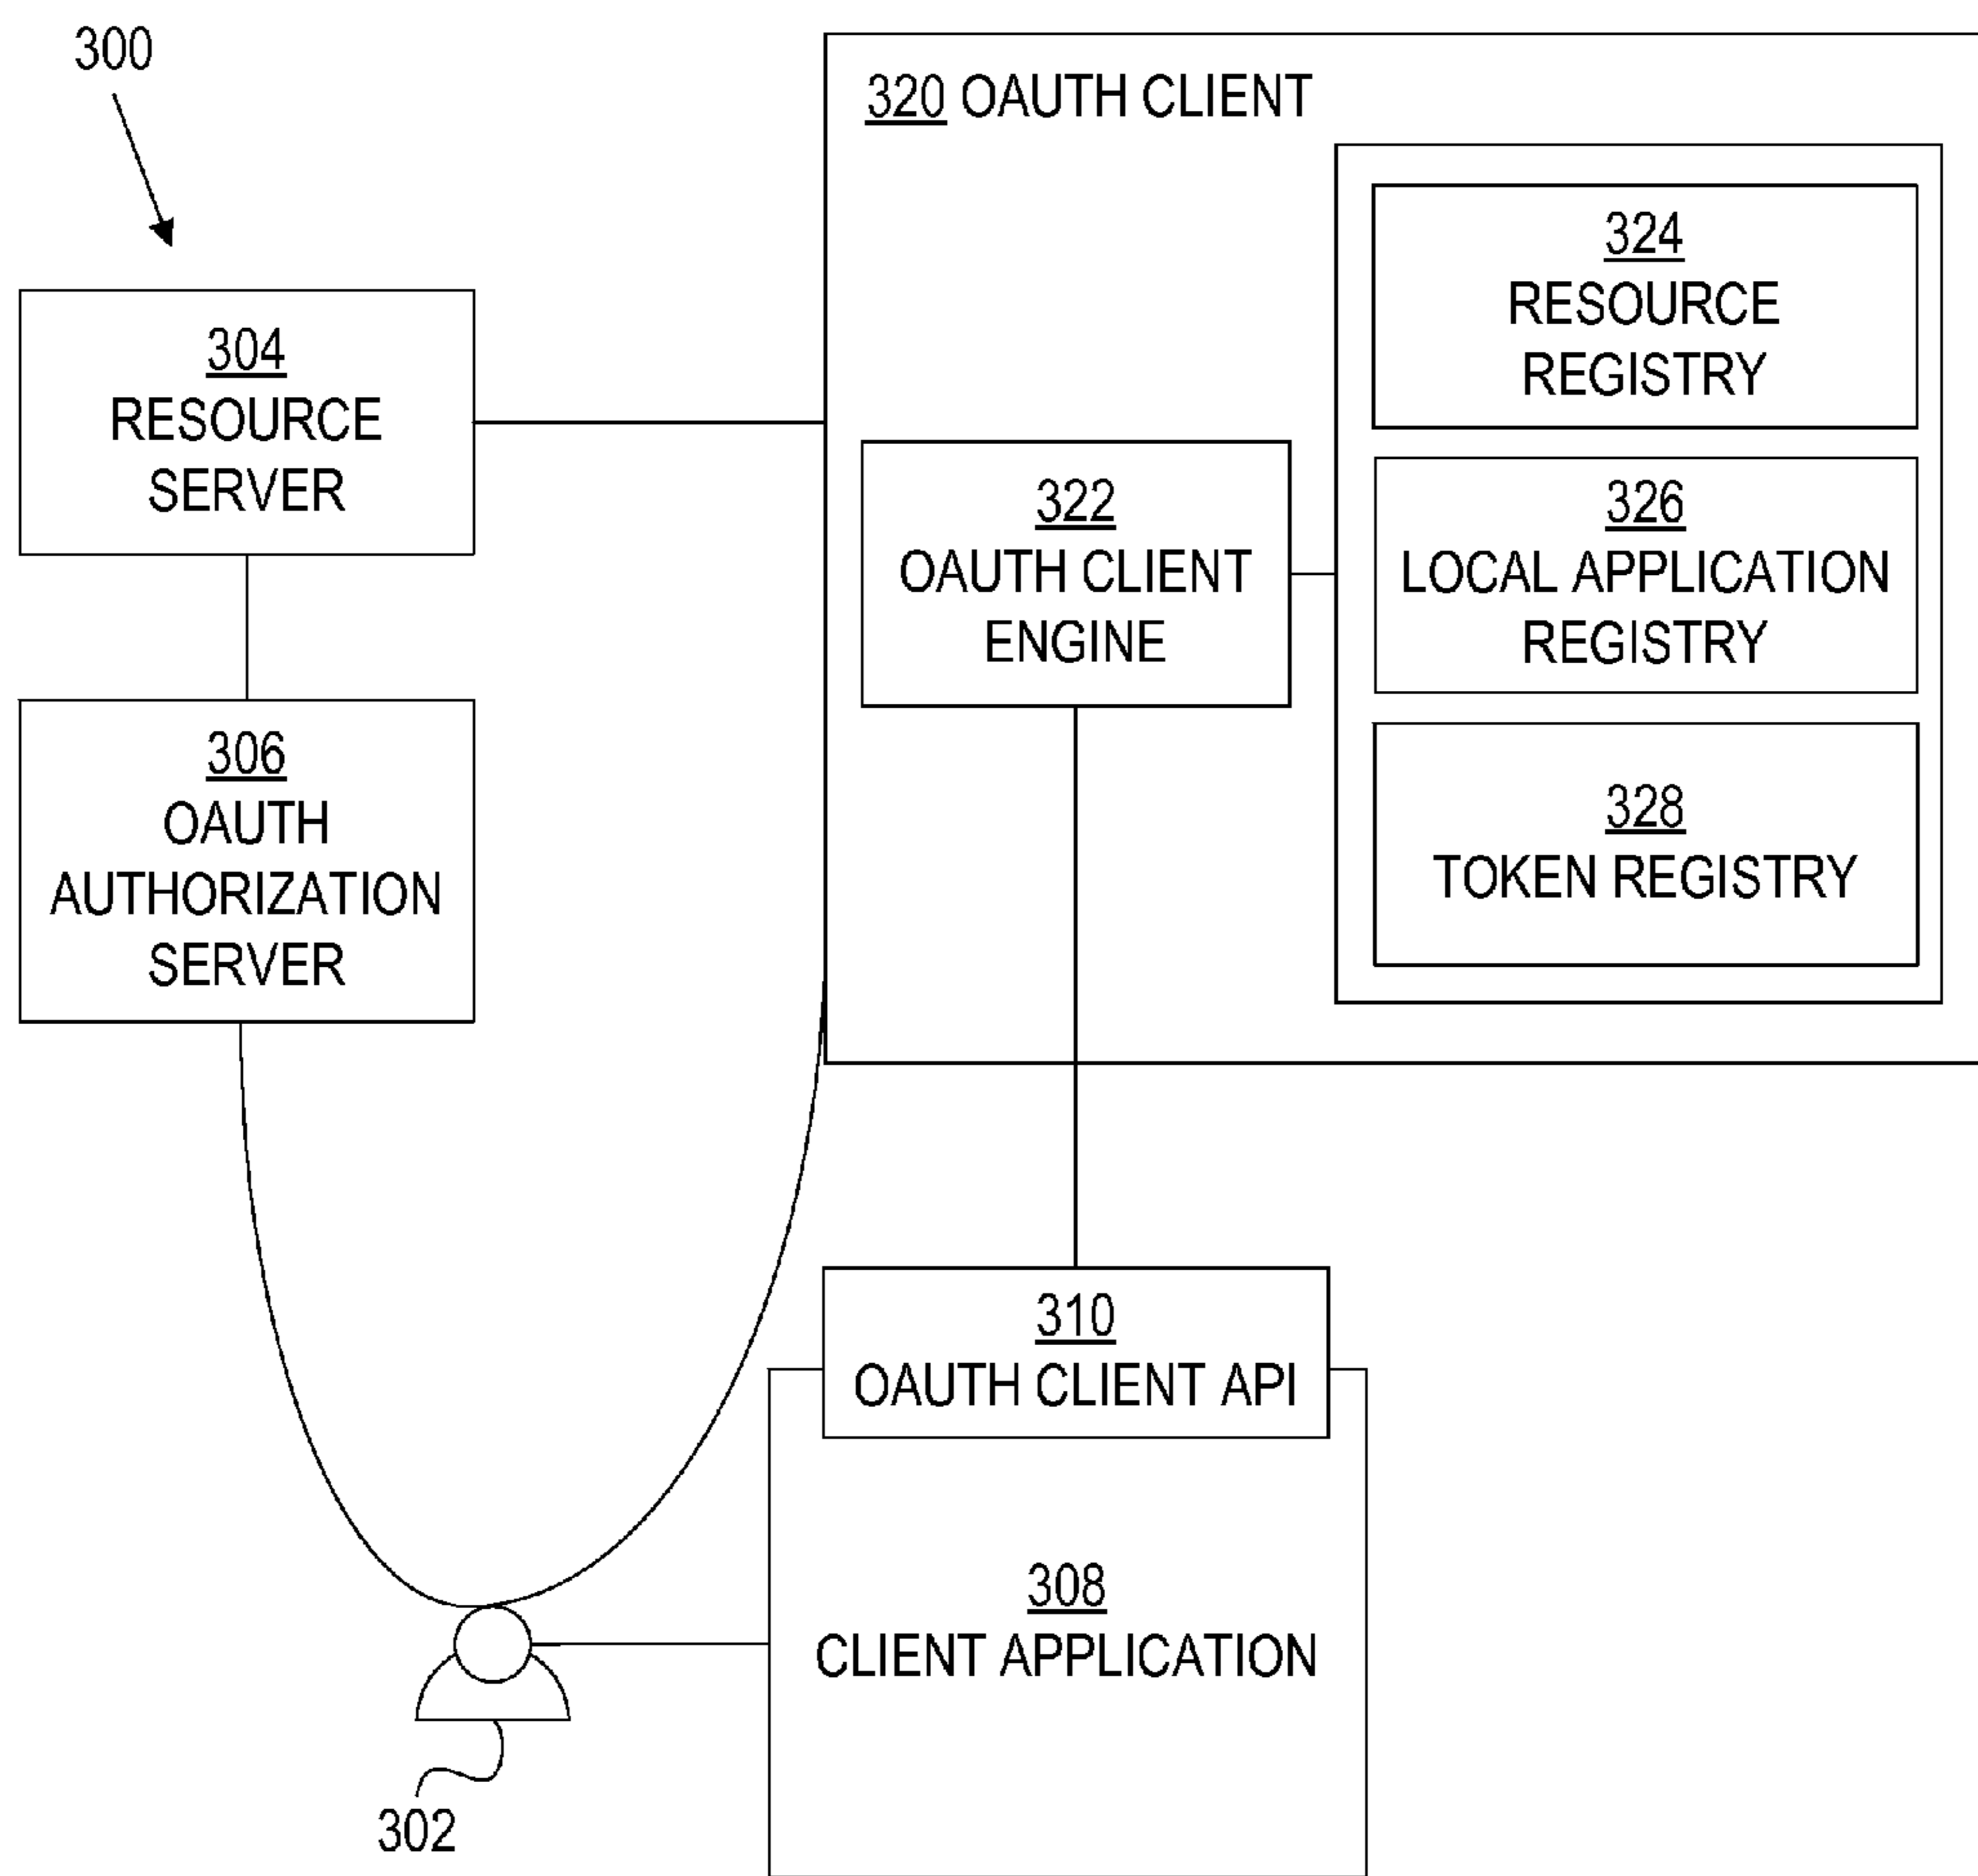 300
320 OAUTH CLIENT
324
RESOURCE
REGISTRY
304
RESOURCE
SERVER
322
OAUTH CLIENT
ENGINE
326
LOCAL APPLICATION
REGISTRY
306
OAUTH
AUTHORIZATION
SERVER
328
TOKEN REGISTRY
310
OAUTH CLIENT API
308
CLIENT APPLICATION
302